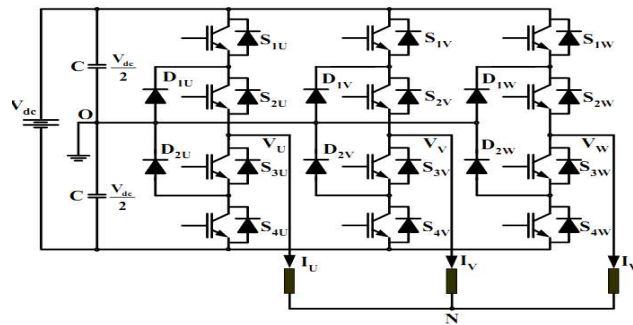 S1U S1V S1W
C Vdc/2 D1U D1V D1W
S2U S2V S2W
Vdc O
VU VV VW
D2U D2V D2W
S3U S3V S3W
C Vdc/2
S4U S4V S4W
IU IV IV
N